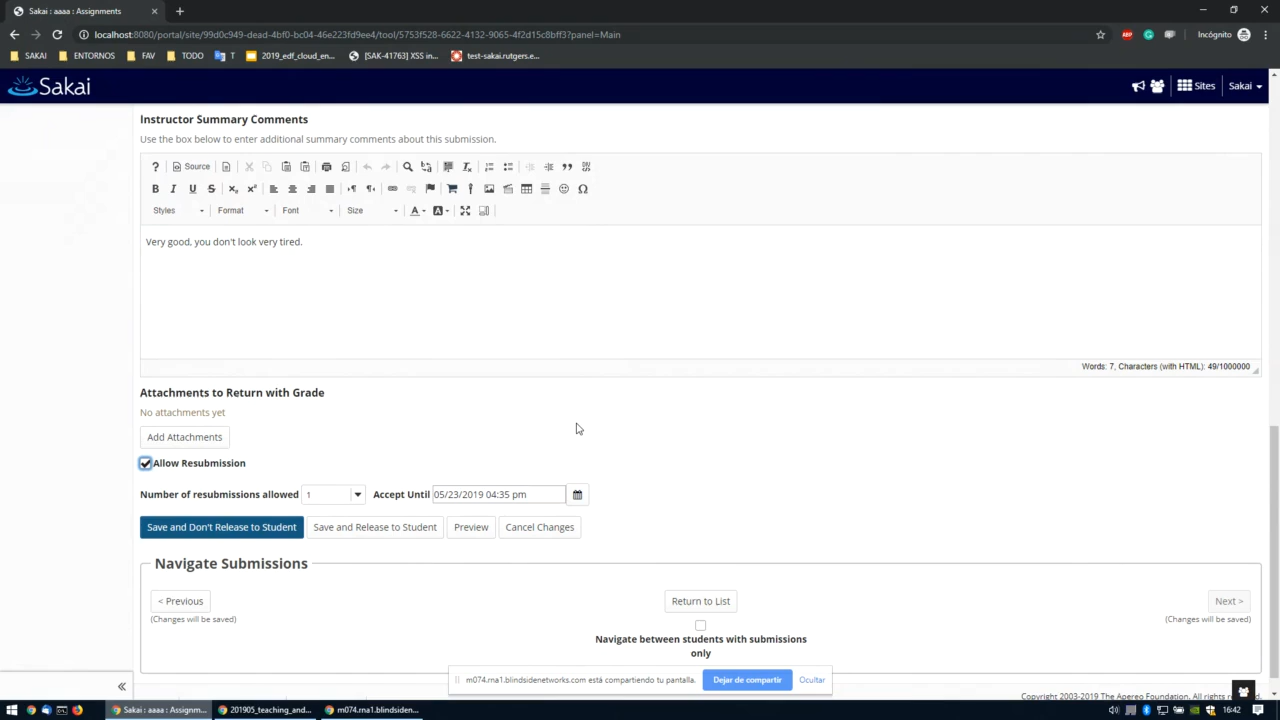 Sakai : aaaa : Assignments
localhost:8080/portal/site/99d0c949-dead-4bf0-bc04-46e223fd9ee4/tool/5753f528-6622-4132-9065-4f2d15c8bff3?panel=Main
Incógnito
SAKAI
ENTORNOS
FAV
TODO
T
2019_edf_cloud_en...
[SAK-41763] XSS in...
test-sakai.rutgers.e...
Sakai
Sites
Sakai
Instructor Summary Comments
Use the box below to enter additional summary comments about this submission.
? Source
B I U S
Styles Format Font Size
Very good, you don't look very tired.
Words: 7, Characters (with HTML): 49/1000000
Attachments to Return with Grade
No attachments yet
Add Attachments
Allow Resubmission
Number of resubmissions allowed 1 Accept Until 05/23/2019 04:35 pm
Save and Don't Release to Student Save and Release to Student Preview Cancel Changes
Navigate Submissions
< Previous Return to List Next >
(Changes will be saved) (Changes will be saved)
Navigate between students with submissions
only
m074.rna1.blindsidenetworks.com está compartiendo tu pantalla. Dejar de compartir Ocultar
Copyright 2003-2019 The Apereo Foundation. All rights reserved.
Sakai : aaaa : Assignm... 201905_teaching_and... m074.rna1.blindsiden... 16:42